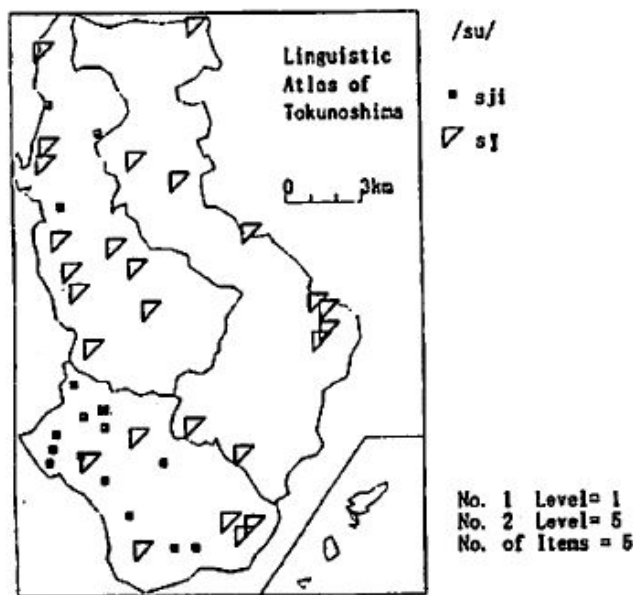 /su/
Linguistic
Atlas of
Tokunoshima
sji
sɪ̈
0 3km
No. 1 Level= 1
No. 2 Level= 5
No. of Items = 5